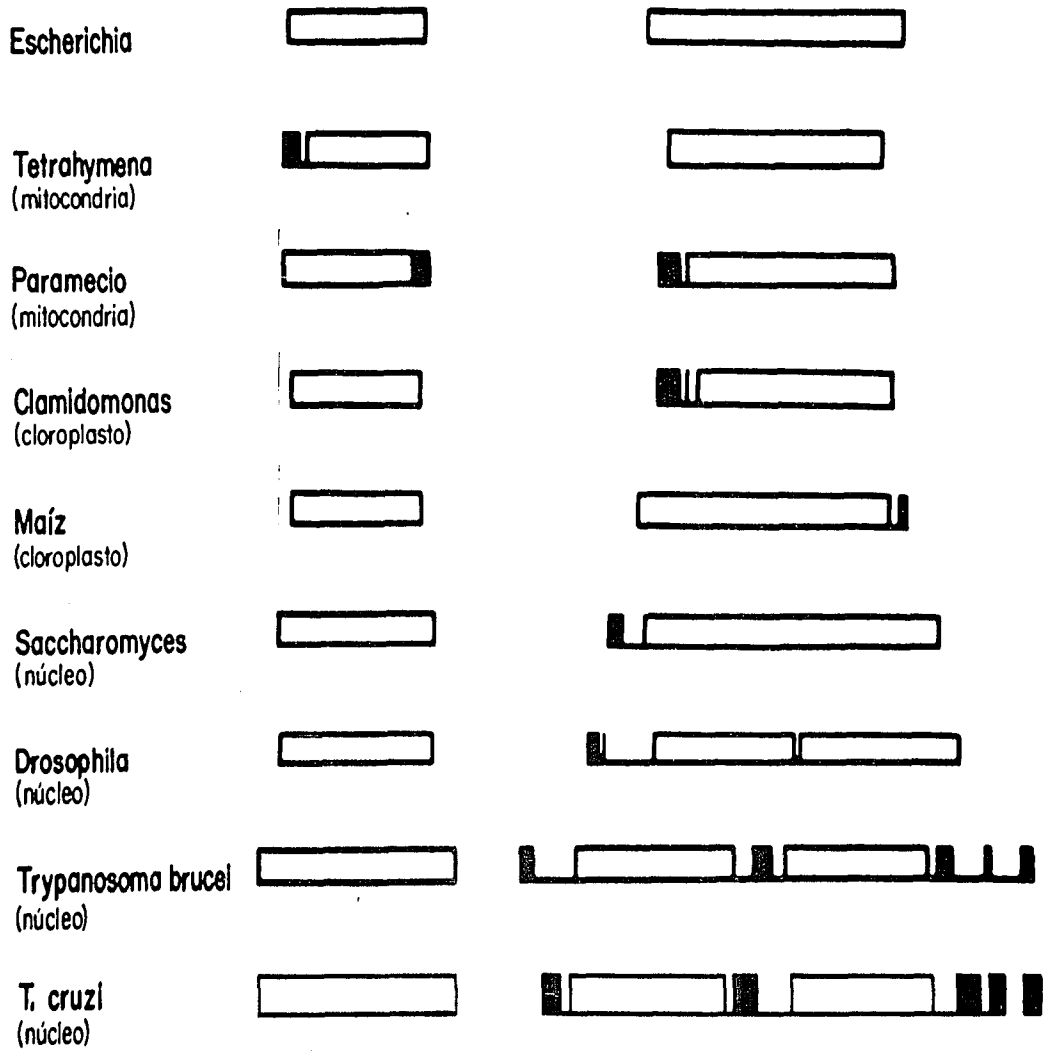 Escherichia
Tetrahymena
(mitocondria)
Paramecio
(mitocondria)
Clamidomonas
(cloroplasto)
Maíz
(cloroplasto)
Saccharomyces
(núcleo)
Drosophila
(núcleo)
Trypanosoma brucei
(núcleo)
T. cruzi
(núcleo)